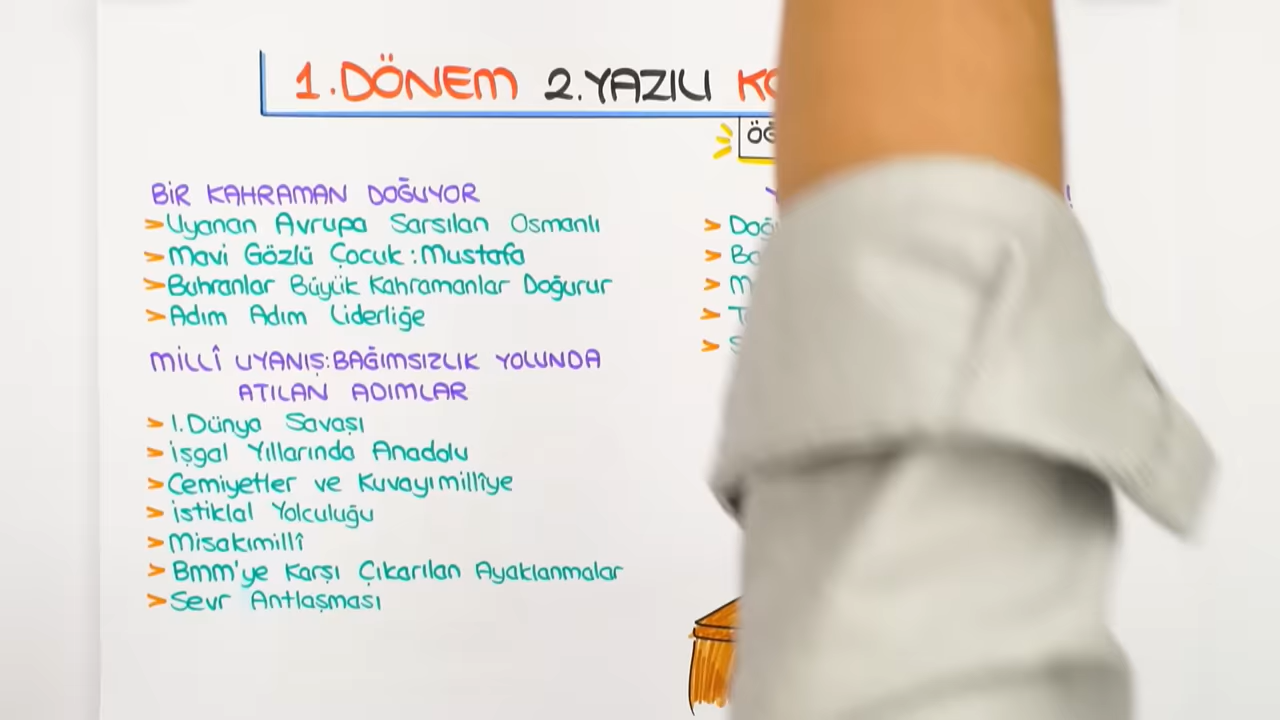 1.DÖNEM 2.YAZILI
BİR KAHRAMAN DOĞUYOR
Uyanan Avrupa Sarsılan Osmanlı
Mavi Gözlü Çocuk:Mustafa
Buhranlar Büyük Kahramanlar Doğurur
Adım Adım Liderliğe
MİLLÎ UYANIŞ:BAĞIMSIZLIK YOLUNDA
ATILAN ADIMLAR
1.Dünya Savaşı
İşgal Yıllarında Anadolu
Cemiyetler ve Kuvayımillîye
İstiklal Yolculuğu
Misakımillî
Bmm'ye Karşı Çıkarılan Ayaklanmalar
Sevr Antlaşması